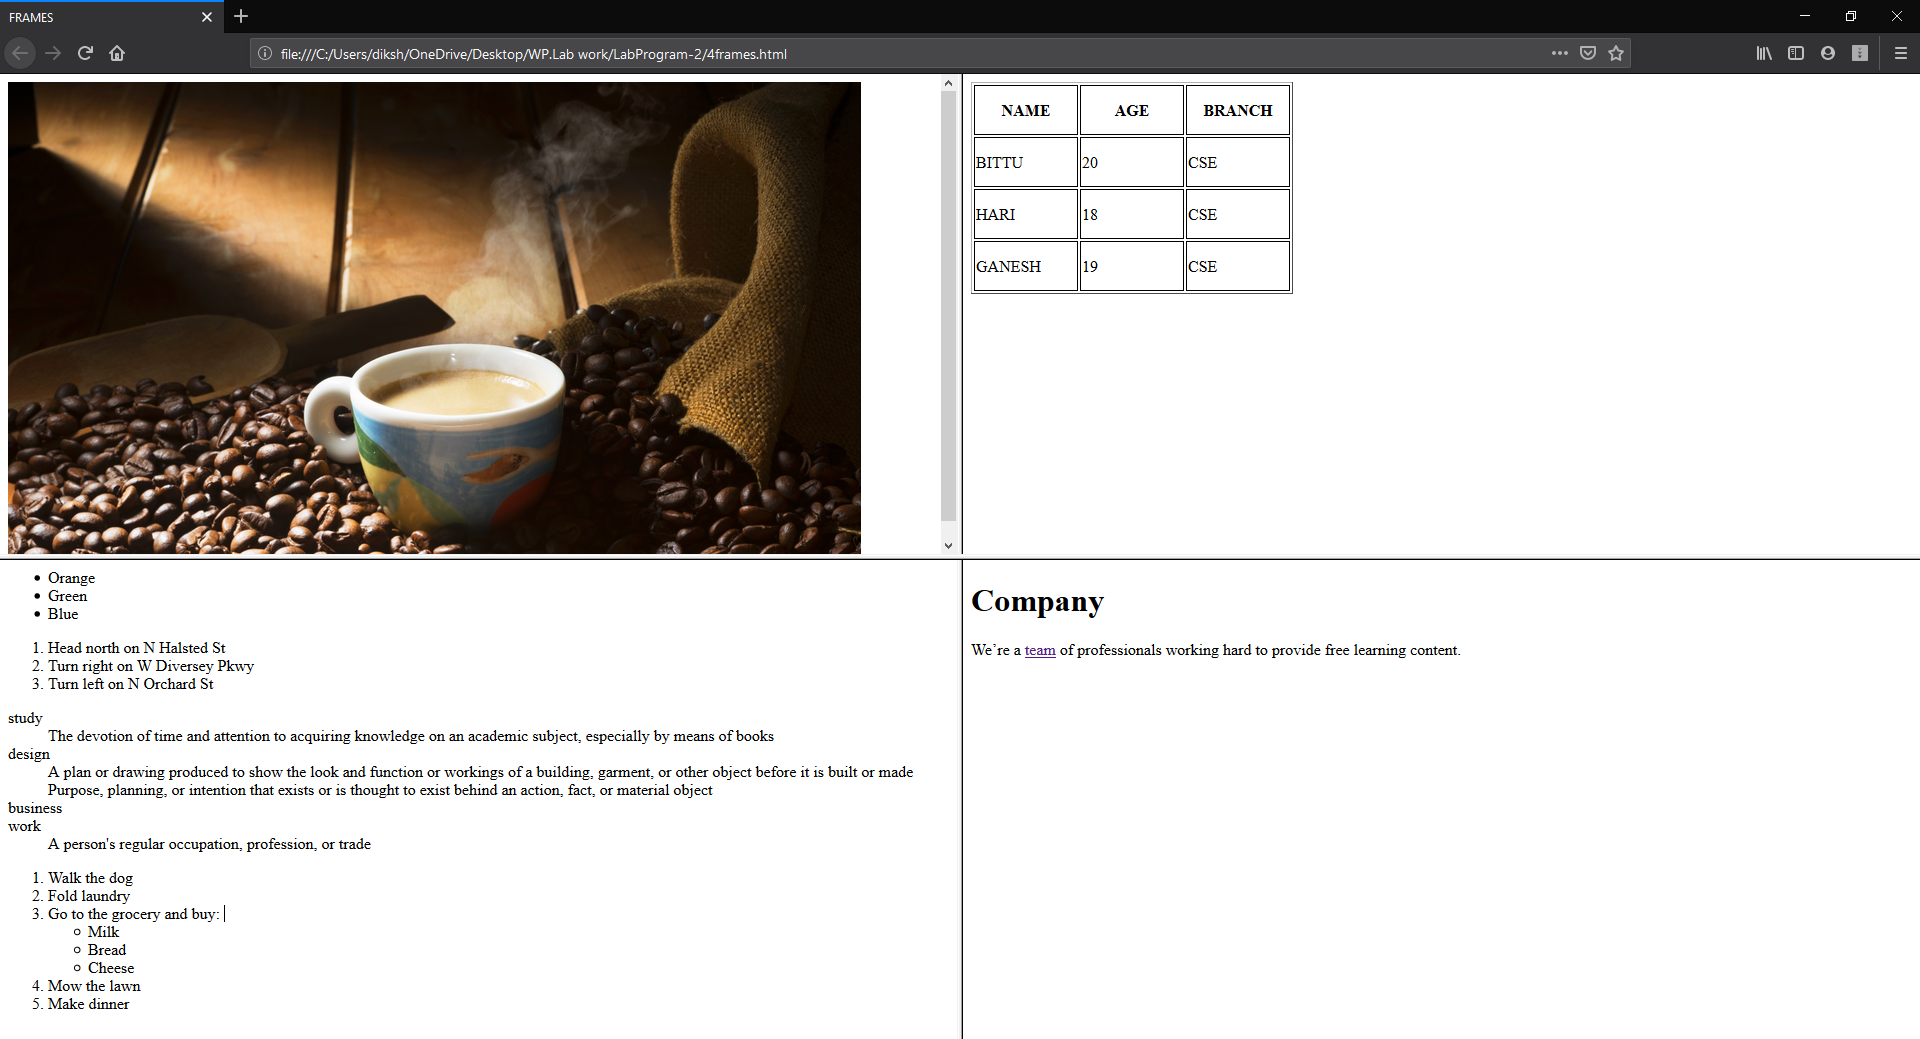 FRAMES
file:///C:/Users/diksh/OneDrive/Desktop/WP.Lab work/LabProgram-2/4frames.html
NAME AGE BRANCH
BITTU 20 CSE
HARI 18 CSE
GANESH 19 CSE
• Orange
• Green
• Blue
1. Head north on N Halsted St
2. Turn right on W Diversey Pkwy
3. Turn left on N Orchard St
study
The devotion of time and attention to acquiring knowledge on an academic subject, especially by means of books
design
A plan or drawing produced to show the look and function or workings of a building, garment, or other object before it is built or made
Purpose, planning, or intention that exists or is thought to exist behind an action, fact, or material object
business
work
A person's regular occupation, profession, or trade
1. Walk the dog
2. Fold laundry
3. Go to the grocery and buy:
◦ Milk
◦ Bread
◦ Cheese
4. Mow the lawn
5. Make dinner
Company
We’re a team of professionals working hard to provide free learning content.